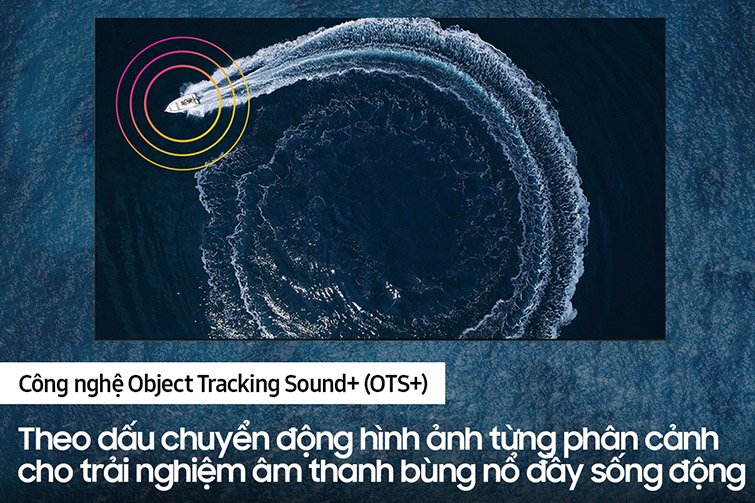 Công nghệ Object Tracking Sound+ (OTS+)
Theo dấu chuyển động hình ảnh từng phân cảnh
cho trải nghiệm âm thanh bùng nổ đầy sống động